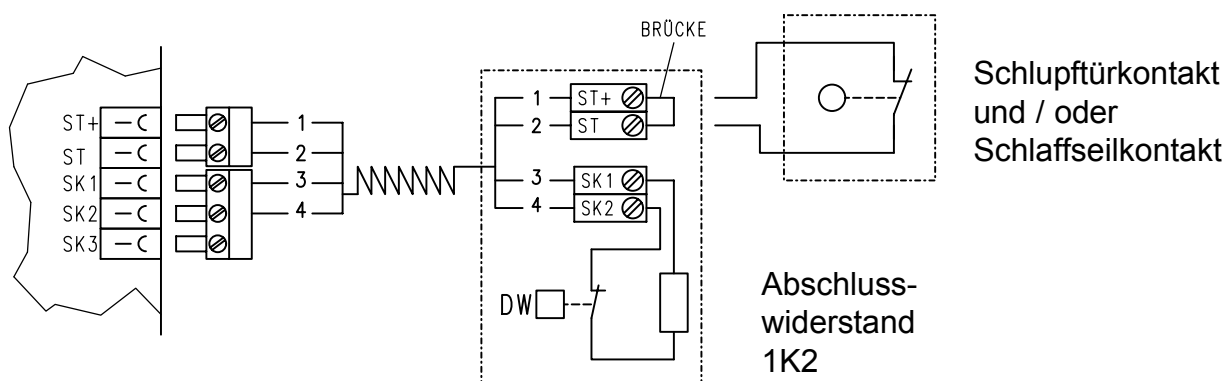 BRÜCKE
ST+ 1
ST 2
SK1 3
SK2 4
SK3
1 ST+
2 ST
3 SK1
4 SK2
DW
Schlupftürkontakt
und / oder
Schlaffseilkontakt
Abschluss-
widerstand
1K2